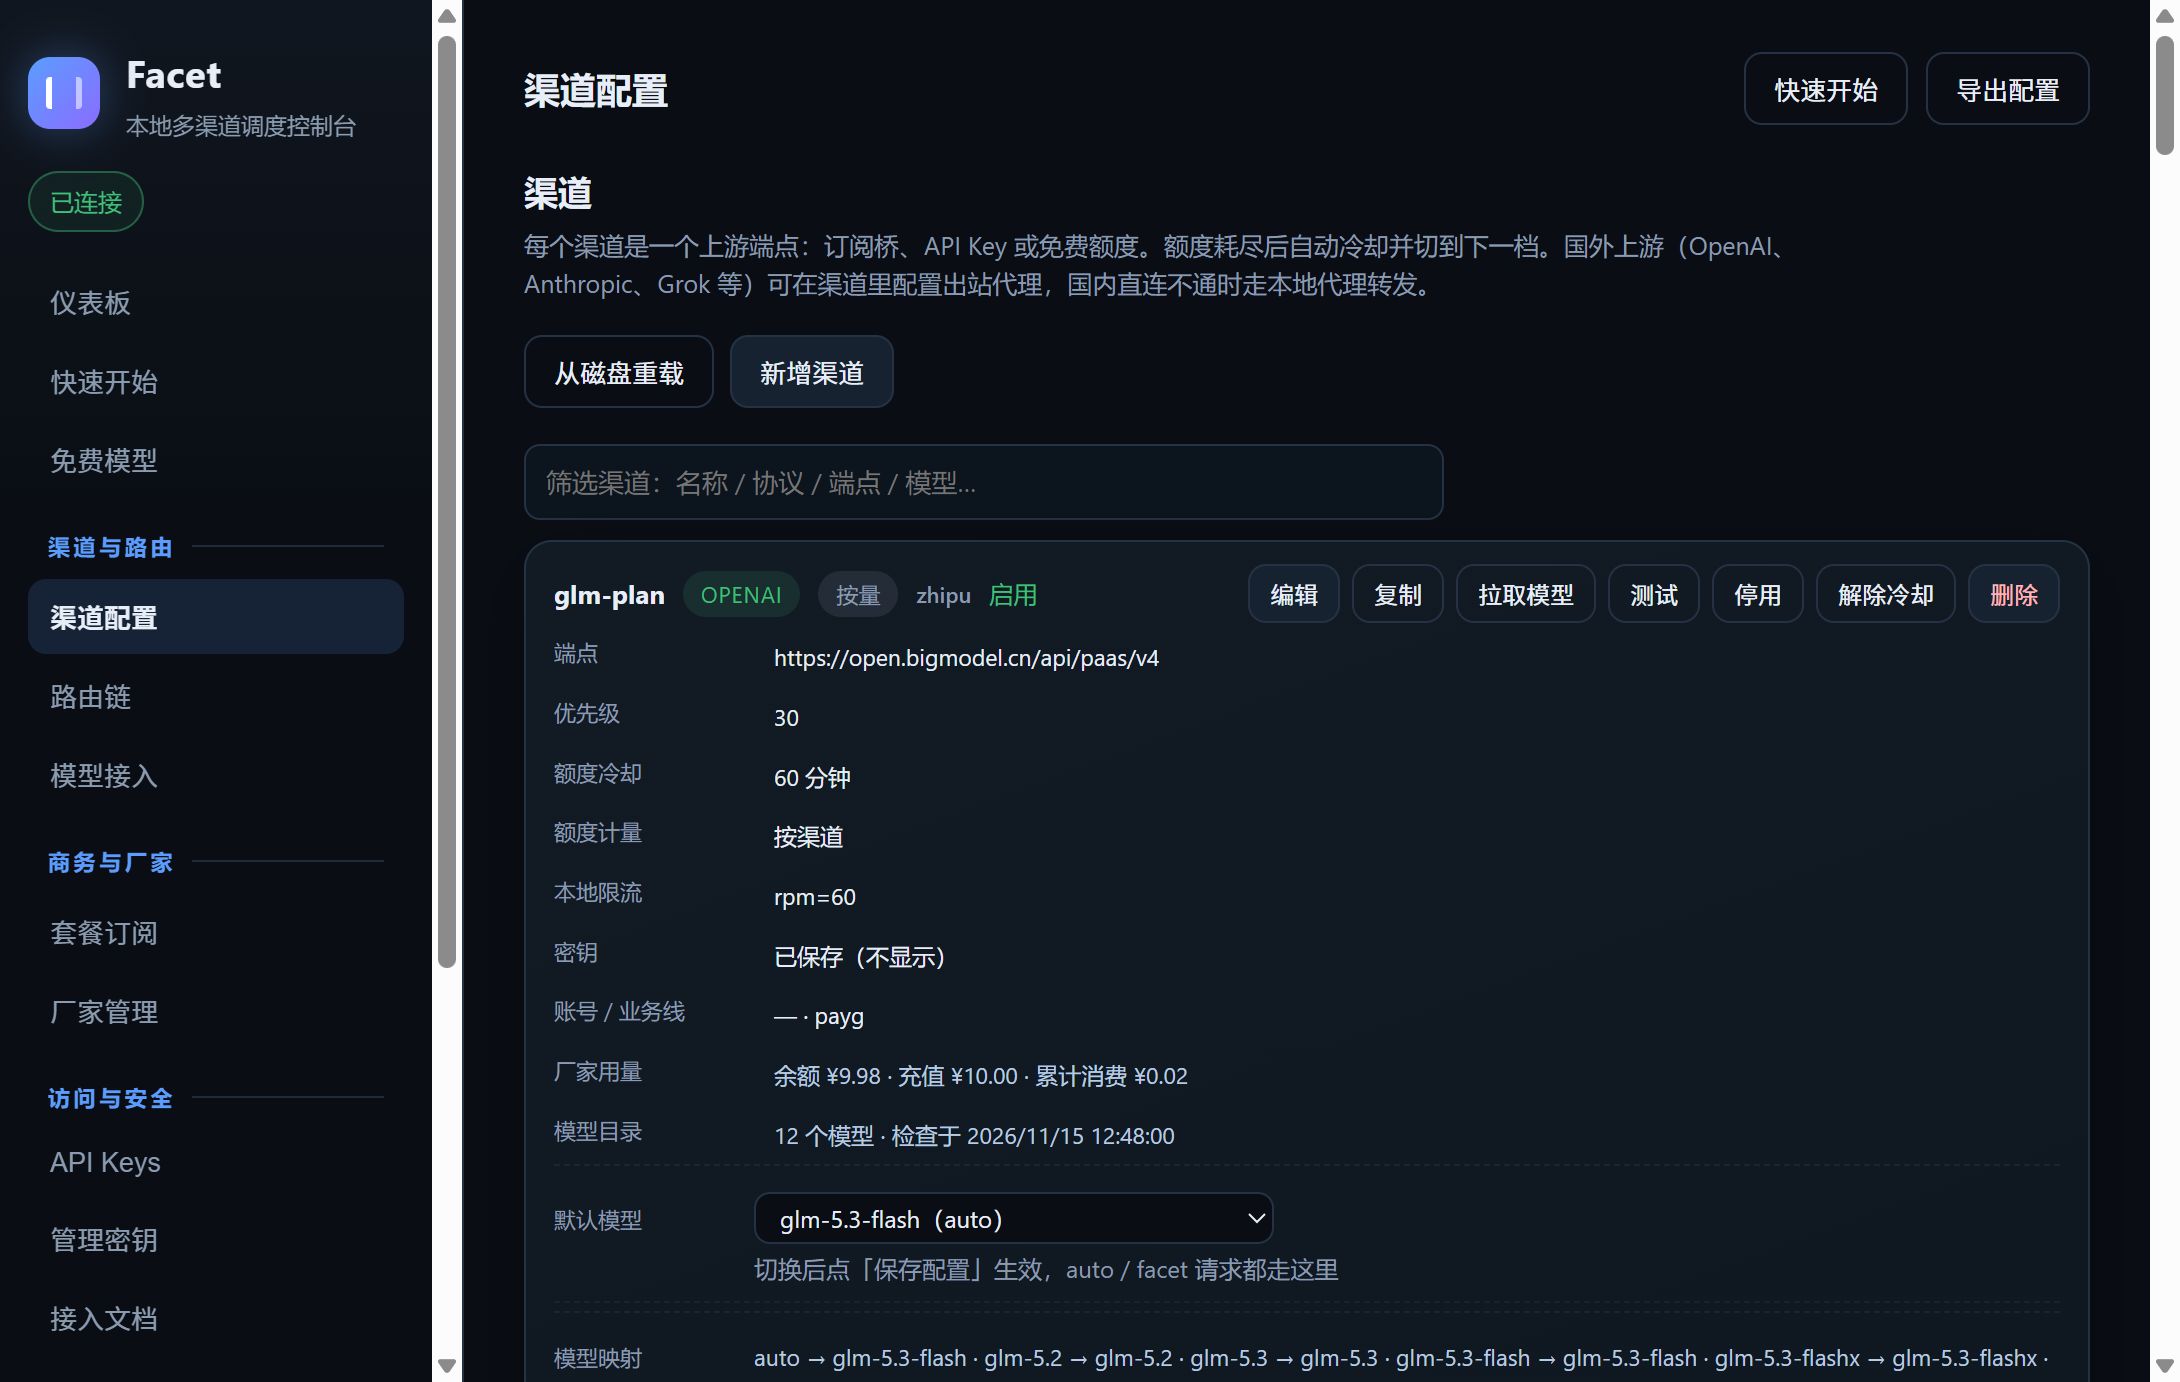 Facet
本地多渠道调度控制台
已连接
仪表板
快速开始
免费模型
渠道与路由
渠道配置
路由链
模型接入
商务与厂家
套餐订阅
厂家管理
访问与安全
API Keys
管理密钥
接入文档
渠道配置
快速开始
导出配置
渠道
每个渠道是一个上游端点：订阅桥、API Key 或免费额度。额度耗尽后自动冷却并切到下一档。国外上游（OpenAI、
Anthropic、Grok 等）可在渠道里配置出站代理，国内直连不通时走本地代理转发。
从磁盘重载
新增渠道
筛选渠道：名称 / 协议 / 端点 / 模型...
glm-plan OPENAI 按量 zhipu 启用
编辑 复制 拉取模型 测试 停用 解除冷却 删除
端点 https://open.bigmodel.cn/api/paas/v4
优先级 30
额度冷却 60 分钟
额度计量 按渠道
本地限流 rpm=60
密钥 已保存（不显示）
账号 / 业务线 — · payg
厂家用量 余额 ¥9.98 · 充值 ¥10.00 · 累计消费 ¥0.02
模型目录 12 个模型 · 检查于 2026/11/15 12:48:00
默认模型 glm-5.3-flash（auto）
切换后点「保存配置」生效，auto / facet 请求都走这里
模型映射 auto → glm-5.3-flash · glm-5.2 → glm-5.2 · glm-5.3 → glm-5.3 · glm-5.3-flash → glm-5.3-flash · glm-5.3-flashx → glm-5.3-flashx ·